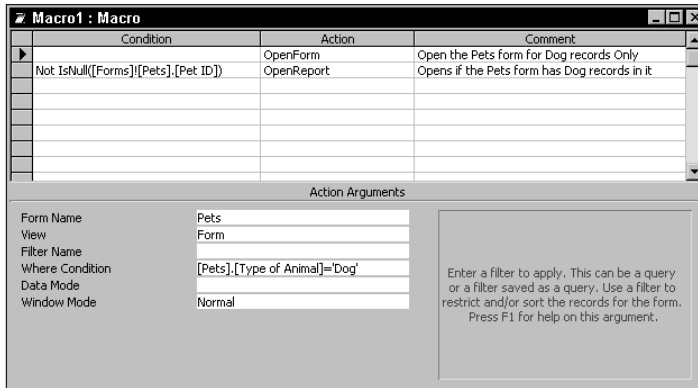 Macro1 : Macro
Condition Action Comment
OpenForm Open the Pets form for Dog records Only
Not IsNull([Forms]![Pets].[Pet ID]) OpenReport Opens if the Pets form has Dog records in it
Action Arguments
Form Name Pets
View Form
Filter Name
Where Condition [Pets].[Type of Animal]='Dog'
Data Mode
Window Mode Normal
Enter a filter to apply. This can be a query
or a filter saved as a query. Use a filter to
restrict and/or sort the records for the form.
Press F1 for help on this argument.